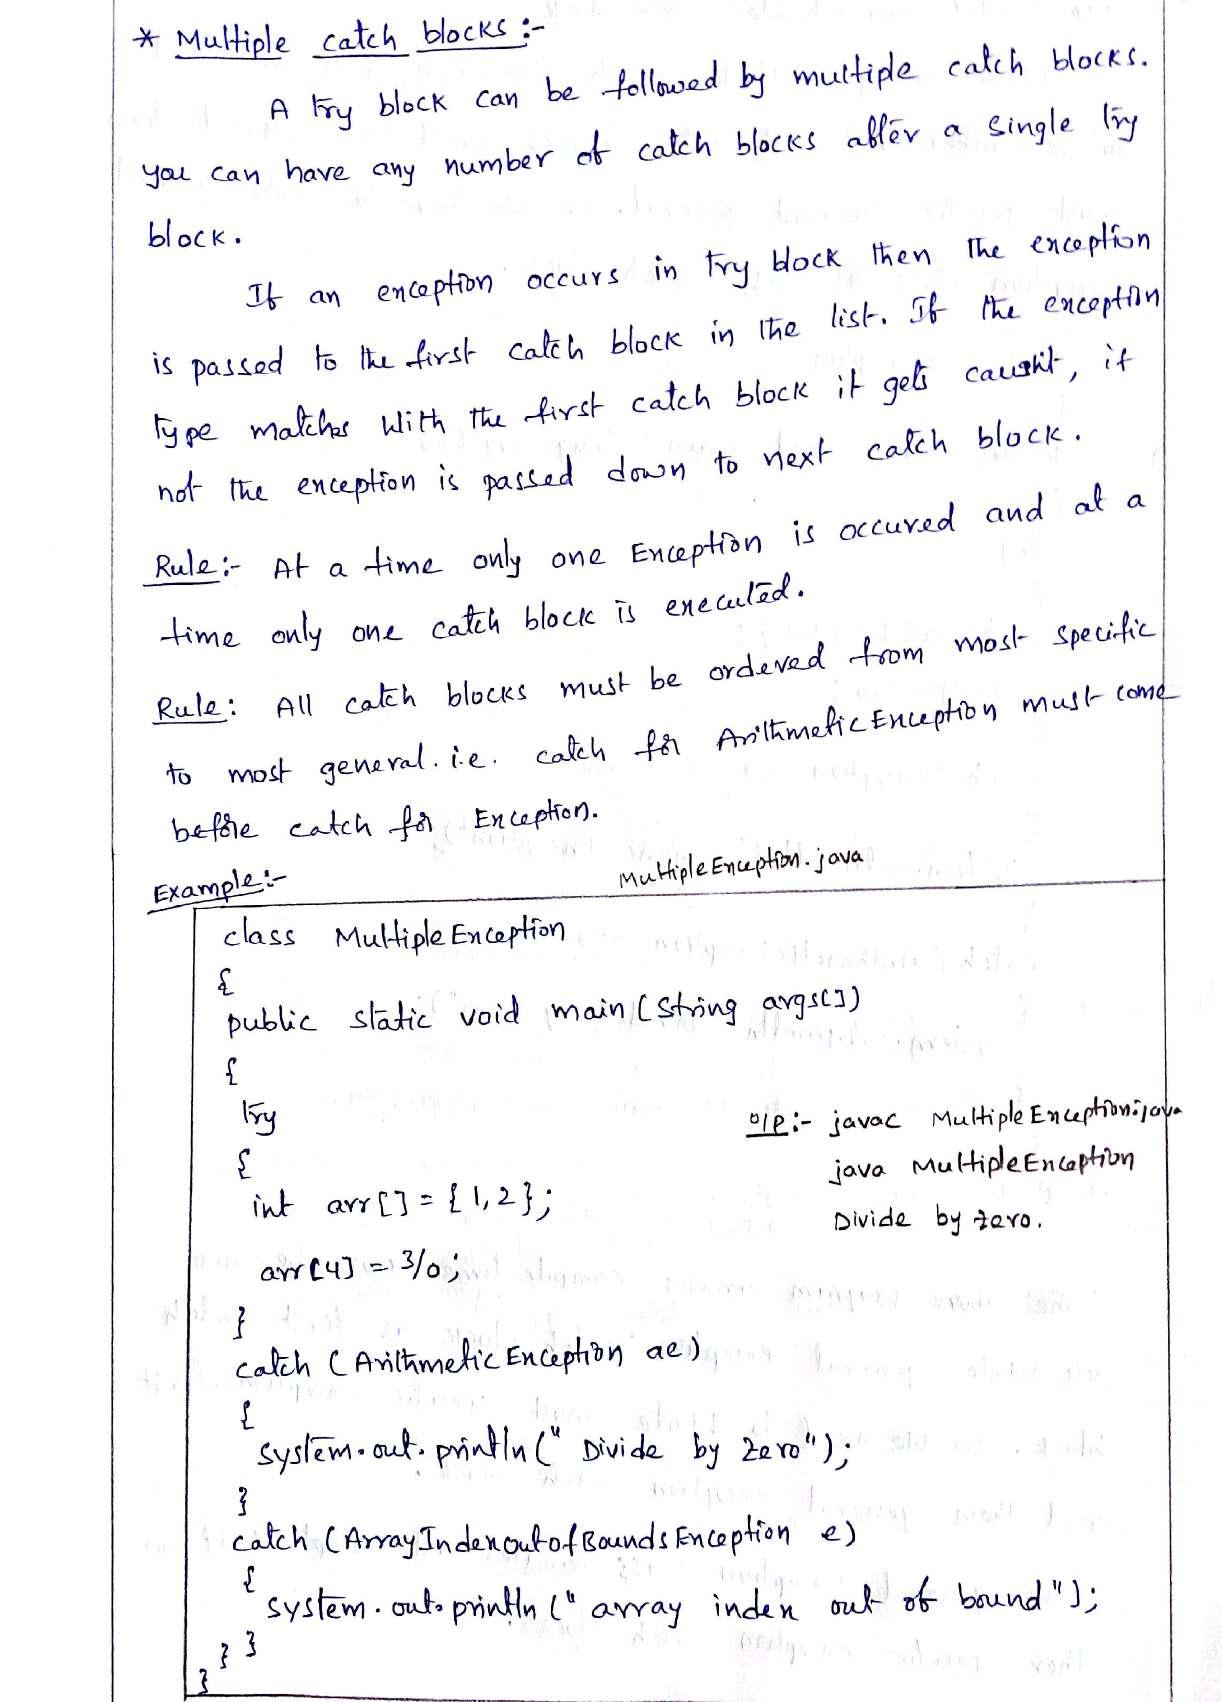 * Multiple catch blocks :-
A try block can be followed by multiple catch blocks.
you can have any number of catch blocks after a single try
block.
If an exception occurs in try block then the exception
is passed to the first catch block in the list. If the exception
type matches with the first catch block it gets caught, if
not the exception is passed down to next catch block.
Rule:- At a time only one Exception is occured and at a
time only one catch block is executed.
Rule: All catch blocks must be ordered from most specific
to most general. i.e. catch for ArithmeticException must come
before catch for Exception.
Example:-
MultipleException.java
class MultipleException
{
public static void main(String args[])
{
try
{
int arr[] = {1,2};
arr[4] = 3/0;
}
catch (ArithmeticException ae)
{
system.out.println(" Divide by zero");
}
catch (ArrayIndexoutofBoundsException e)
{
system.out.println (" array index out of bound");
} }
}
o/p:- javac MultipleException.java
java MultipleException
Divide by zero.